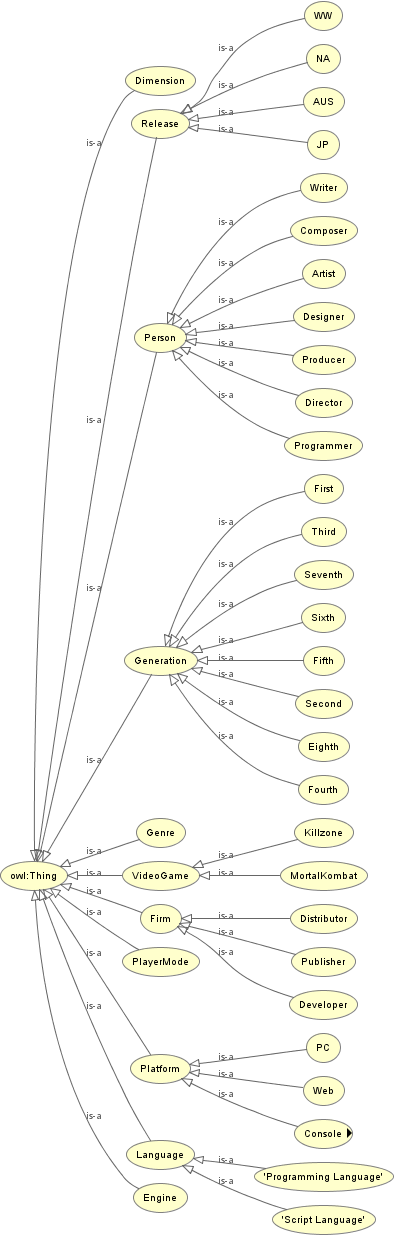 WW
is-a
NA
Dimension
is-a
AUS
Release
is-a
is-a
is-a
JP
Writer
is-a
Composer
is-a
Artist
is-a
Designer
is-a
Person
Producer
is-a
is-a
Director
is-a
is-a
Programmer
First
is-a
Third
is-a
Seventh
is-a
Sixth
is-a
Generation
is-a
Fifth
is-a
Second
is-a
Eighth
is-a
is-a
Fourth
Genre
Killzone
is-a
is-a
owl:Thing
is-a
VideoGame
is-a
MortalKombat
is-a
Firm
is-a
Distributor
is-a
is-a
is-a
is-a
PlayerMode
Publisher
Developer
PC
is-a
Platform
is-a
Web
is-a
is-a
is-a
Console
Language
is-a
'Programming Language'
is-a
Engine
'Script Language'